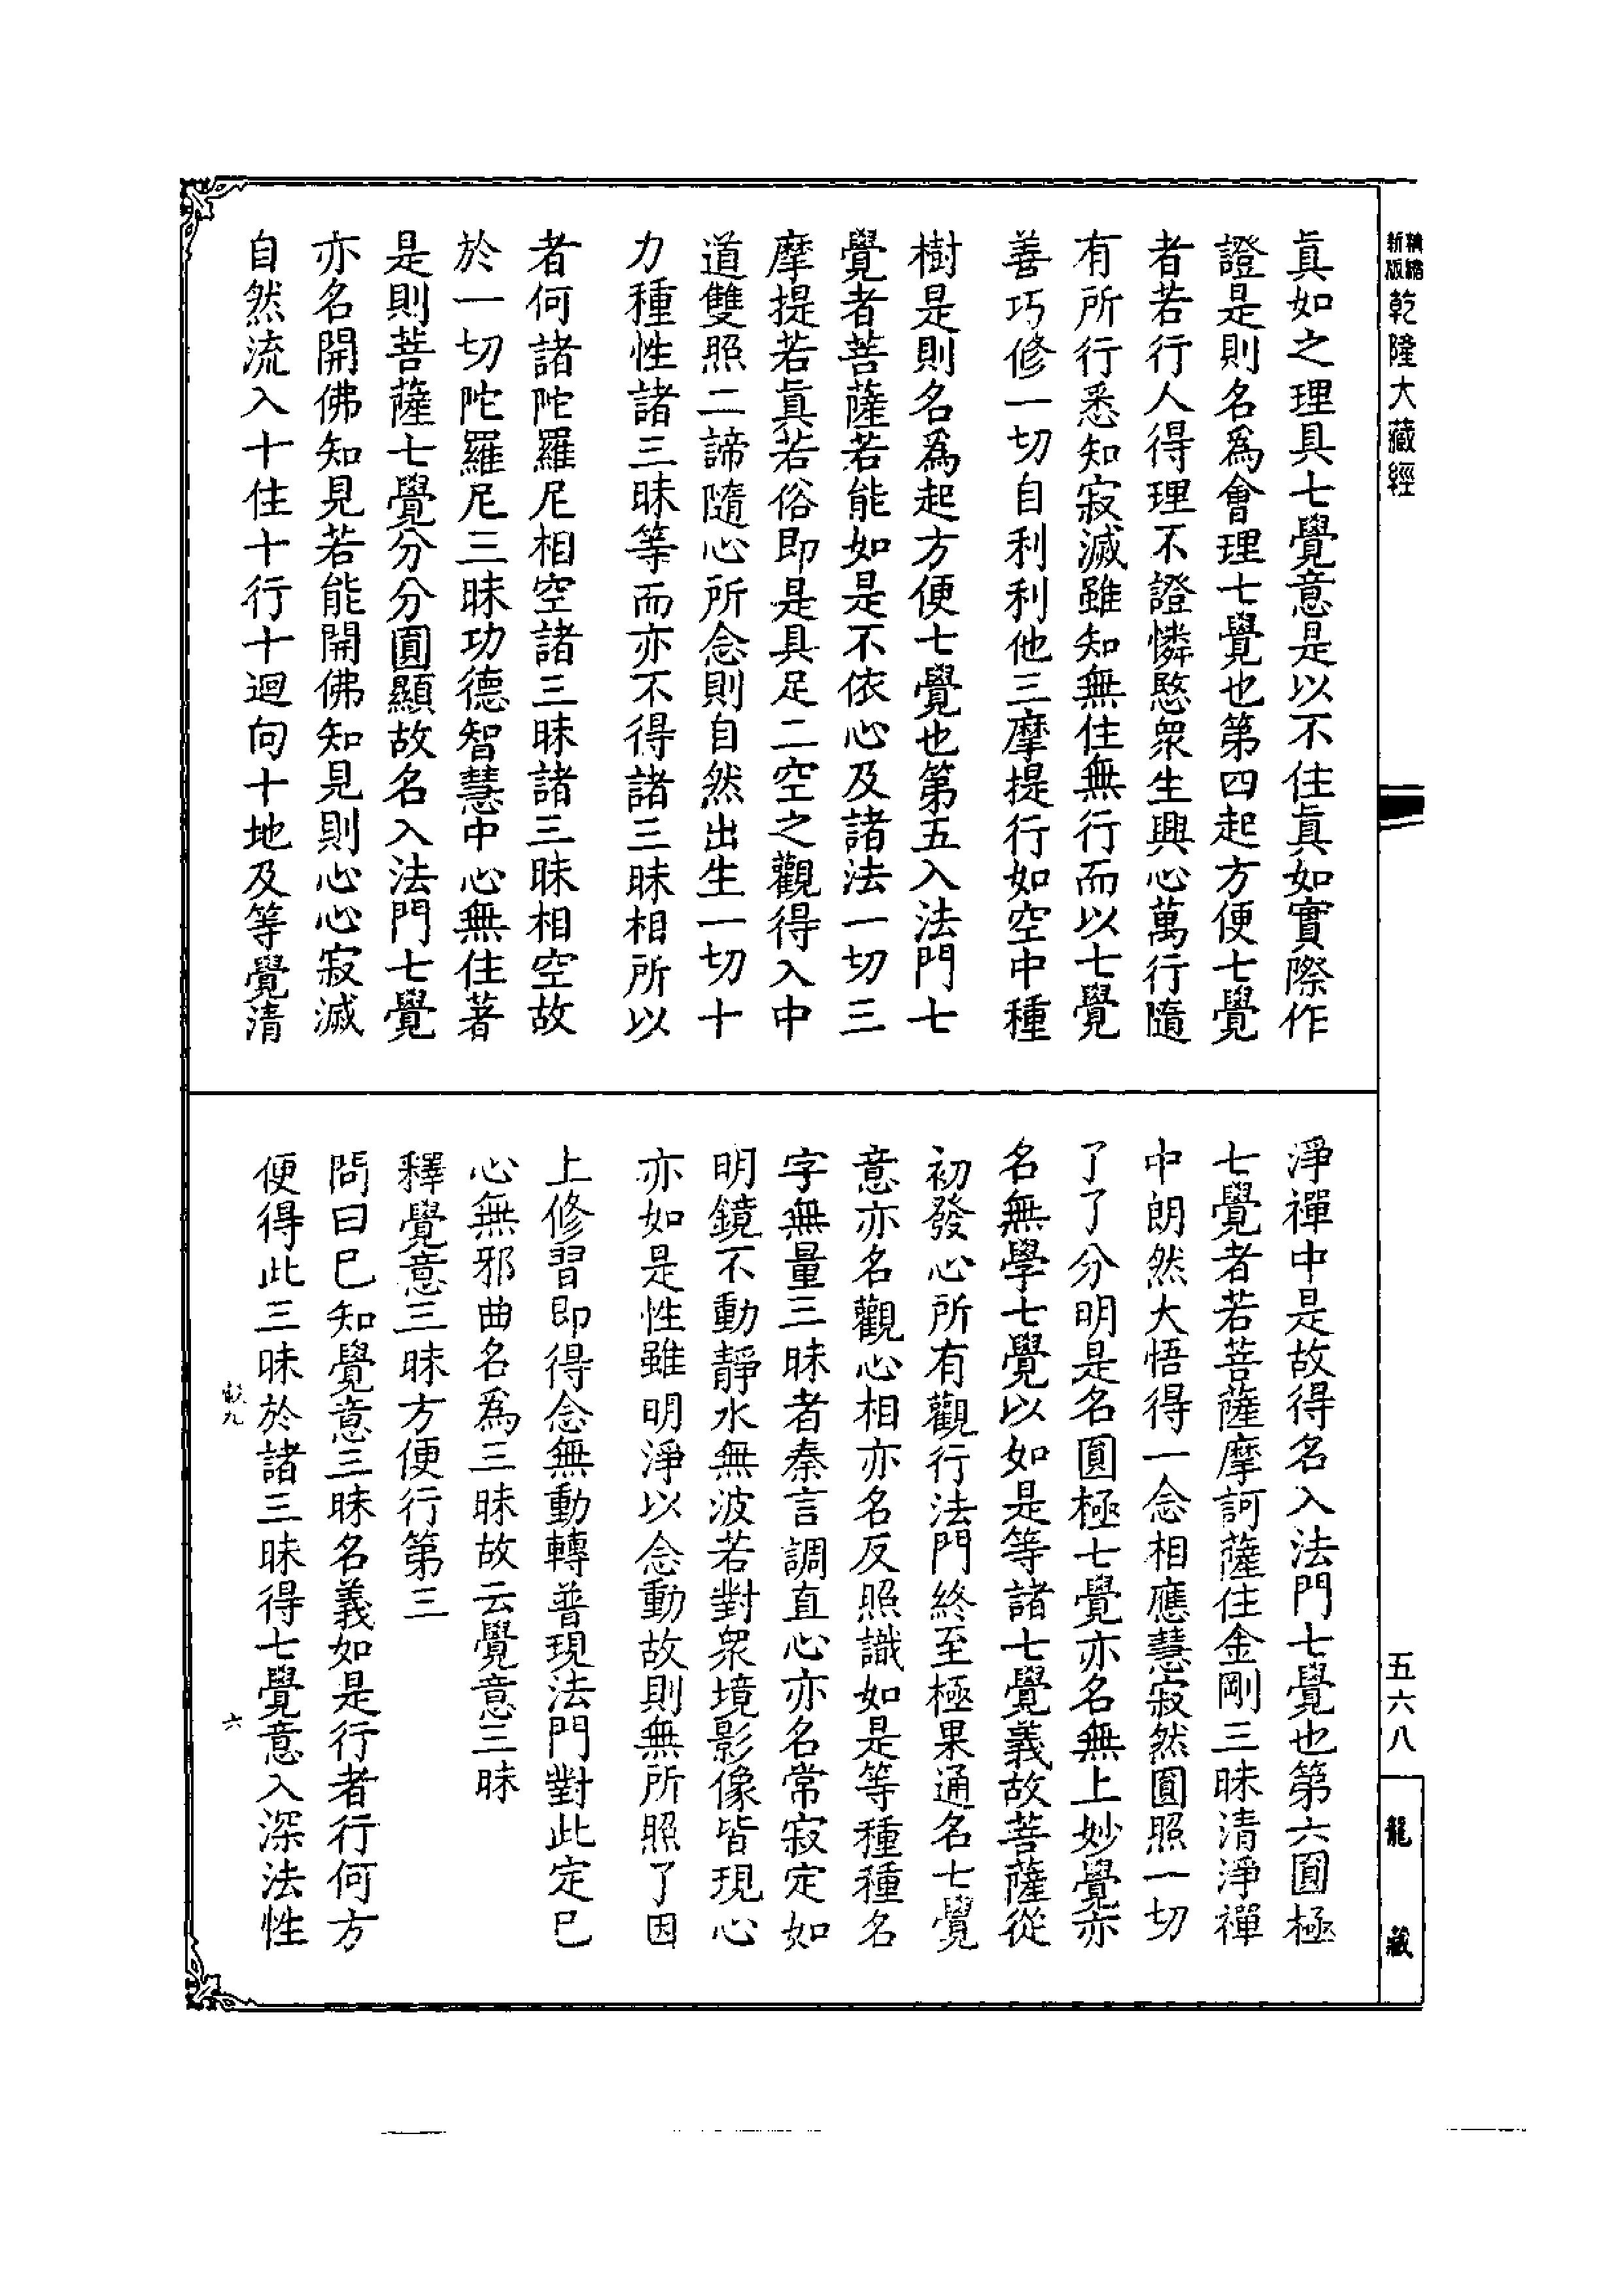 精縮新版乾隆大藏經
五六八
龍藏
眞如之理具七覺意是以不住眞如實際作
證是則名爲會理七覺也第四起方便七覺
者若行人得理不證憐愍衆生興心萬行隨
有所行悉知寂滅雖知無住無行而以七覺
善巧修一切自利利他三摩提行如空中種
樹是則名爲起方便七覺也第五入法門七
覺者菩薩若能如是不依心及諸法一切三
摩提若眞若俗即是具足二空之觀得入中
道雙照二諦隨心所念則自然出生一切十
力種性諸三昧等而亦不得諸三昧相所以
者何諸陀羅尼相空諸三昧諸三昧相空故
於一切陀羅尼三昧功德智慧中心無住著
是則菩薩七覺分分圓顯故名入法門七覺
亦名開佛知見若能開佛知見則心心寂滅
自然流入十住十行十迴向十地及等覺清
淨禪中是故得名入法門七覺也第六圓極
七覺者若菩薩摩訶薩住金剛三昧清淨禪
中朗然大悟得一念相應慧寂然圓照一切
了了分明是名圓極七覺亦名無上妙覺亦
名無學七覺以如是等諸七覺義故菩薩從
初發心所有觀行法門終至極果通名七覺
意亦名觀心相亦名反照識如是等種種名
字無量三昧者秦言調直心亦名常寂定如
明鏡不動靜水無波若對衆境影像皆現心
亦如是性雖明淨以念動故則無所照了因
上修習即得念無動轉普現法門對此定已
心無邪曲名爲三昧故云覺意三昧
釋覺意三昧方便行第三
問曰已知覺意三昧名義如是行者行何方
便得此三昧於諸三昧得七覺意入深法性
九
六